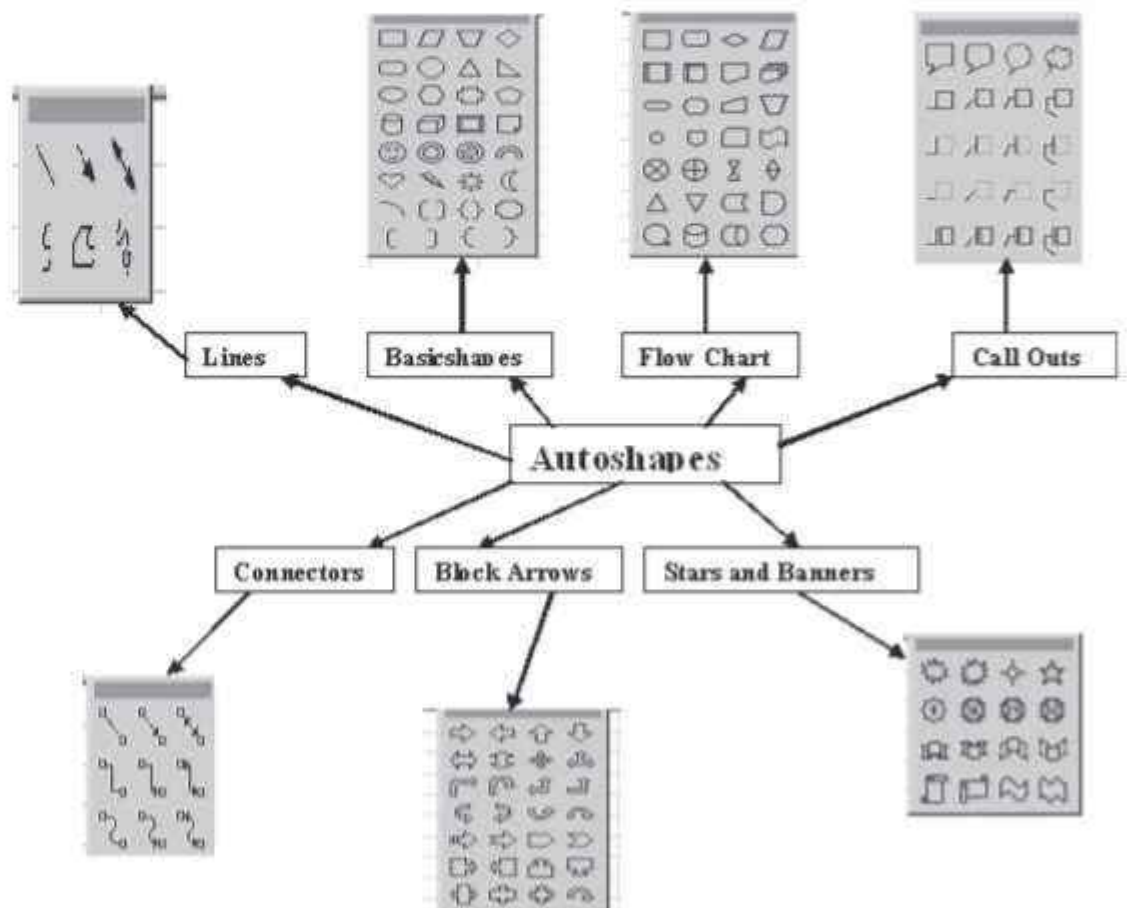 Lines
Basicshapes
Flow Chart
Call Outs
Autoshapes
Connectors
Block Arrows
Stars and Banners